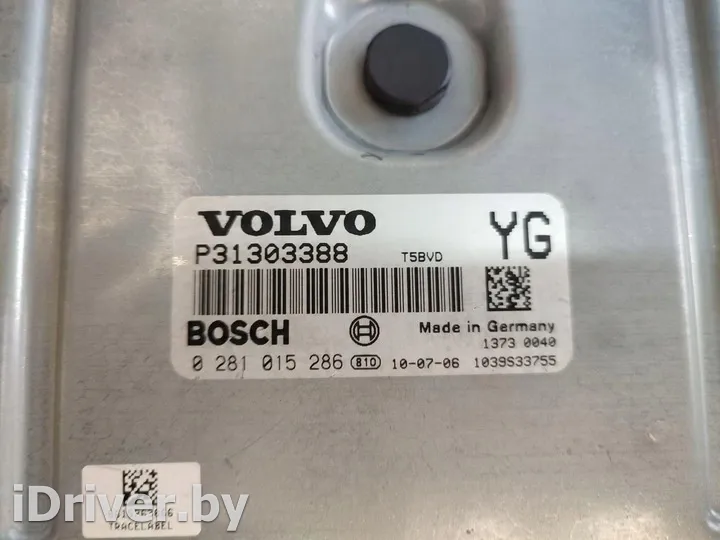 VOLVO YG
P31303388 T5BVD
BOSCH Made in Germany
1373 0040
0 281 015 286 B10 10-07-06 1039S33755
TRACELABEL
iDriver.by